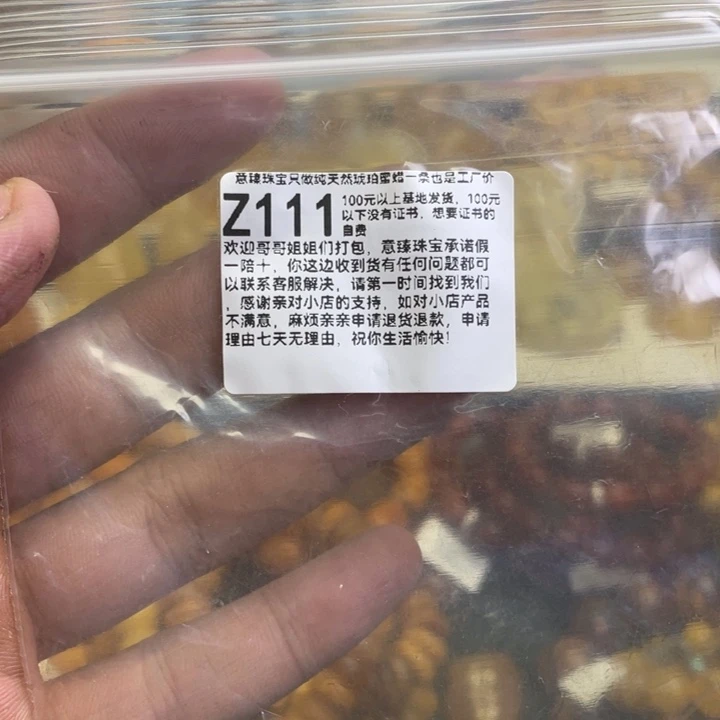 意臻珠宝只做纯天然琥珀蜜蜡一条也是工厂价
Z111
100元以上基地发货，100元
以下没有证书，想要证书的
自费
欢迎哥哥姐姐们打包，意臻珠宝承诺假
一陪十，你这边收到货有任何问题都可
以联系客服解决，请第一时间找到我们
，感谢亲对小店的支持，如对小店产品
不满意，麻烦亲亲申请退货退款，申请
理由七天无理由，祝你生活愉快！